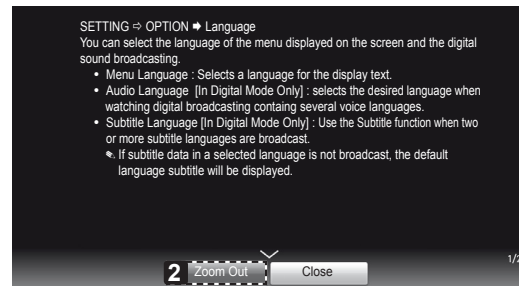 SETTING ⇨ OPTION ➡ Language
You can select the language of the menu displayed on the screen and the digital
sound broadcasting.
• Menu Language : Selects a language for the display text.
• Audio Language [In Digital Mode Only] : selects the desired language when
watching digital broadcasting containg several voice languages.
• Subtitle Language [In Digital Mode Only] : Use the Subtitle function when two
or more subtitle languages are broadcast.
✎ If subtitle data in a selected language is not broadcast, the default
language subtitle will be displayed.
1/2
2 Zoom Out Close